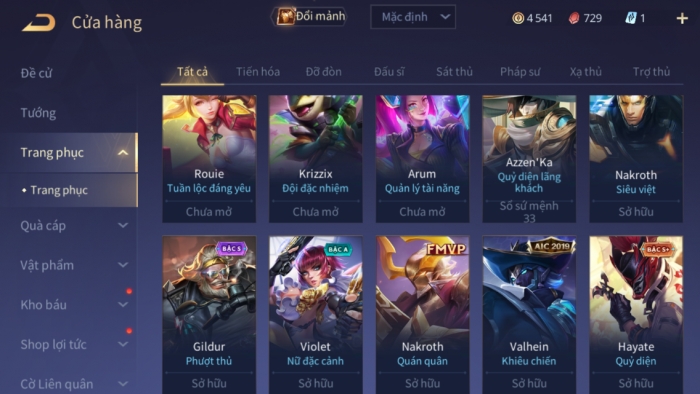 Cửa hàng
Đổi mảnh
Mặc định
4 541
729
1
Đề cử
Tướng
Trang phục
• Trang phục
Quà cáp
Vật phẩm
Kho báu
Shop lợi tức
Cờ Liên quân
Tất cả
Tiến hóa
Đỡ đòn
Đấu sĩ
Sát thủ
Pháp sư
Xạ thủ
Trợ thủ
Rouie
Tuần lộc đáng yêu
Chưa mở
Krizzix
Đội đặc nhiệm
Chưa mở
Arum
Quản lý tài năng
Chưa mở
Azzen'Ka
Quỷ diện lãng
khách
Số sứ mệnh
33
Nakroth
Siêu việt
Sở hữu
BẬC S
Gildur
Phượt thủ
Sở hữu
BẬC A
Violet
Nữ đặc cảnh
Sở hữu
FMVP
Nakroth
Quán quân
Sở hữu
AIC 2019
Valhein
Khiêu chiến
Sở hữu
BẬC S+
Hayate
Quỷ diện
Sở hữu